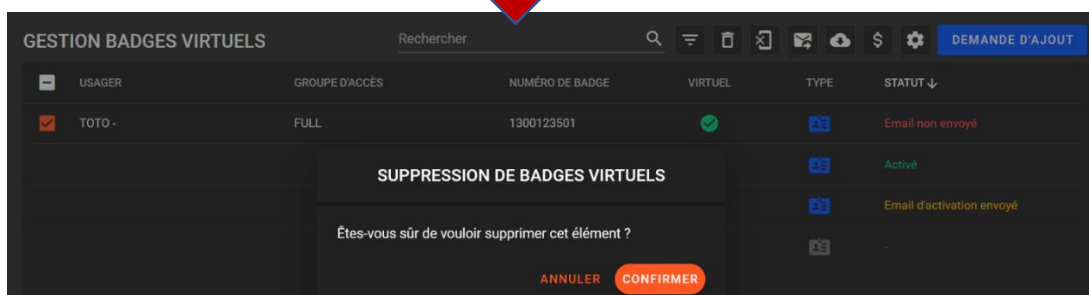 GESTION BADGES VIRTUELS Rechercher $ DEMANDE D'AJOUT
USAGER GROUPE D'ACCÈS NUMÉRO DE BADGE VIRTUEL TYPE STATUT
TOTO - FULL 1300123501 Email non envoyé
Activé
SUPPRESSION DE BADGES VIRTUELS
Email d'activation envoyé
Êtes-vous sûr de vouloir supprimer cet élément ?
-
ANNULER CONFIRMER